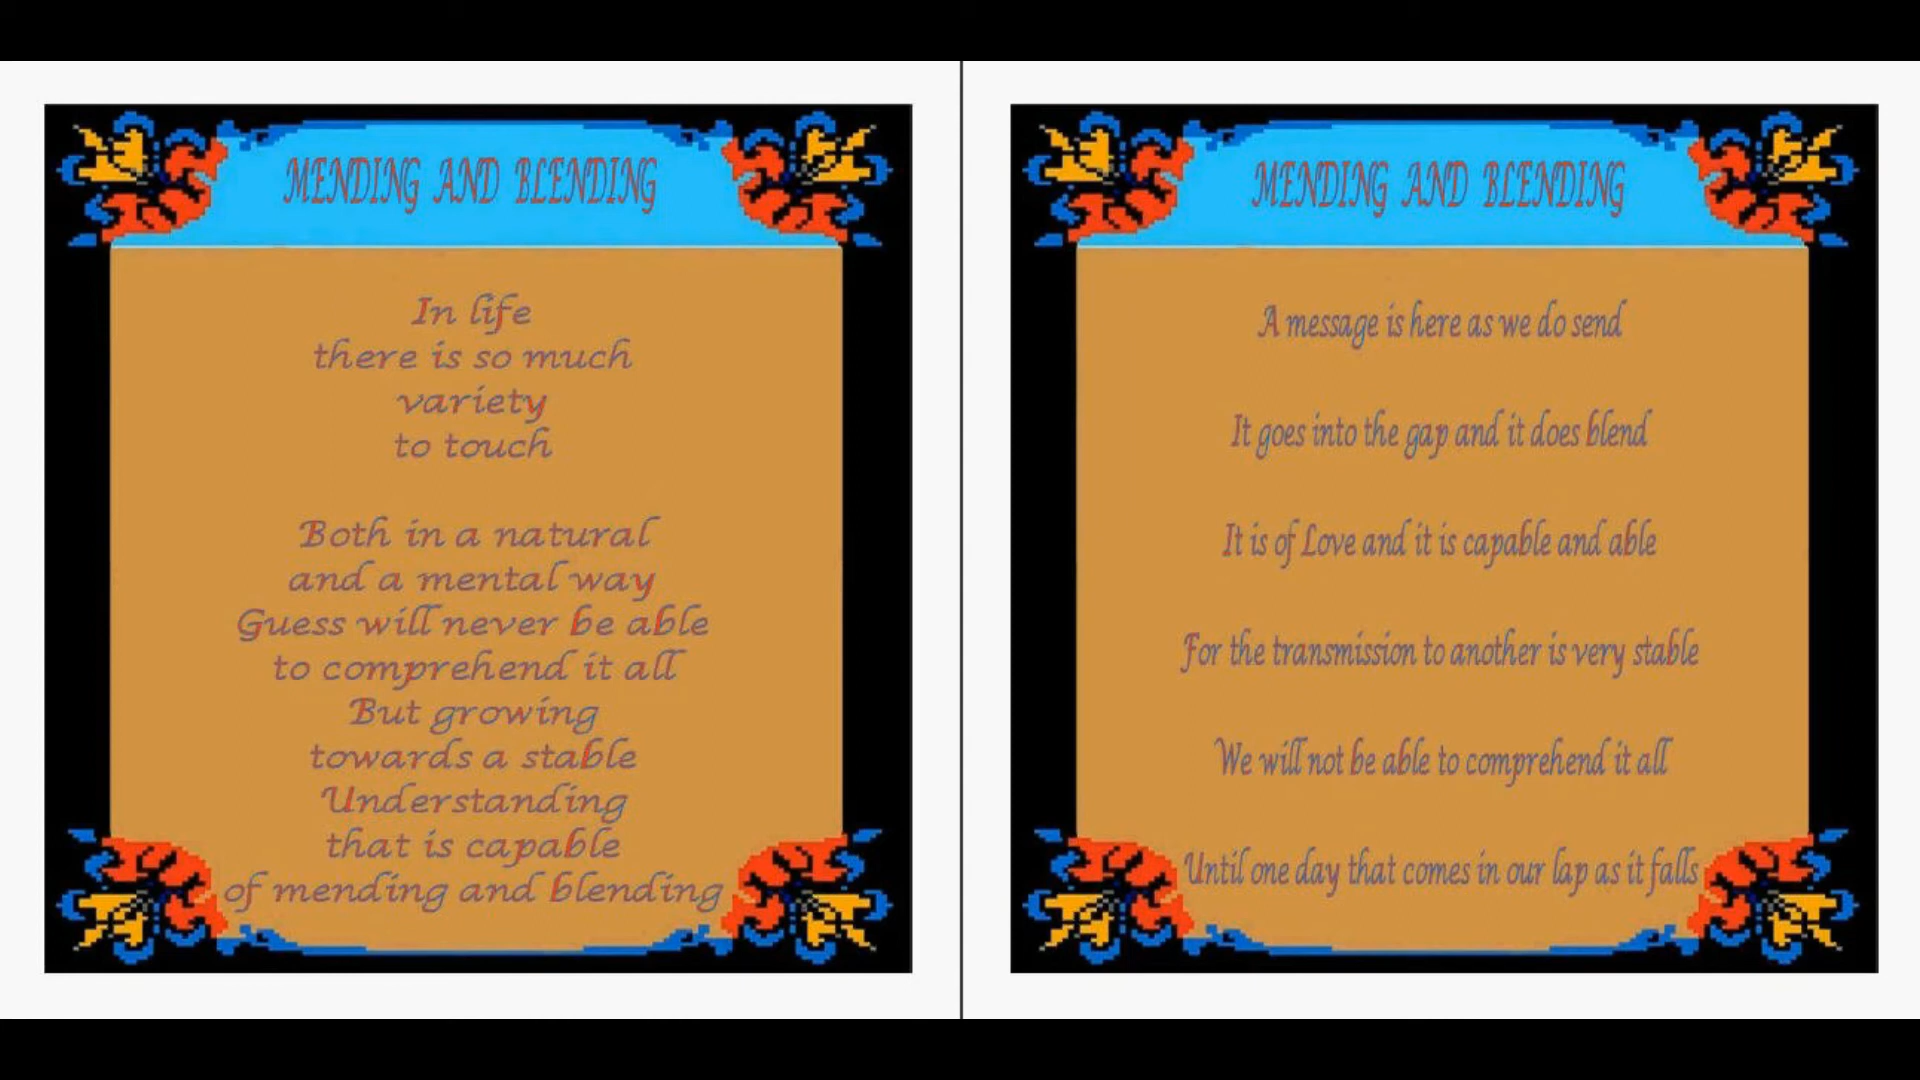 MENDING AND BLENDING
In life
there is so much
variety
to touch
Both in a natural
and a mental way
Guess will never be able
to comprehend it all
But growing
towards a stable
Understanding
that is capable
of mending and blending
MENDING AND BLENDING
A message is here as we do send
It goes into the gap and it does blend
It is of Love and it is capable and able
For the transmission to another is very stable
We will not be able to comprehend it all
Until one day that comes in our lap as it falls